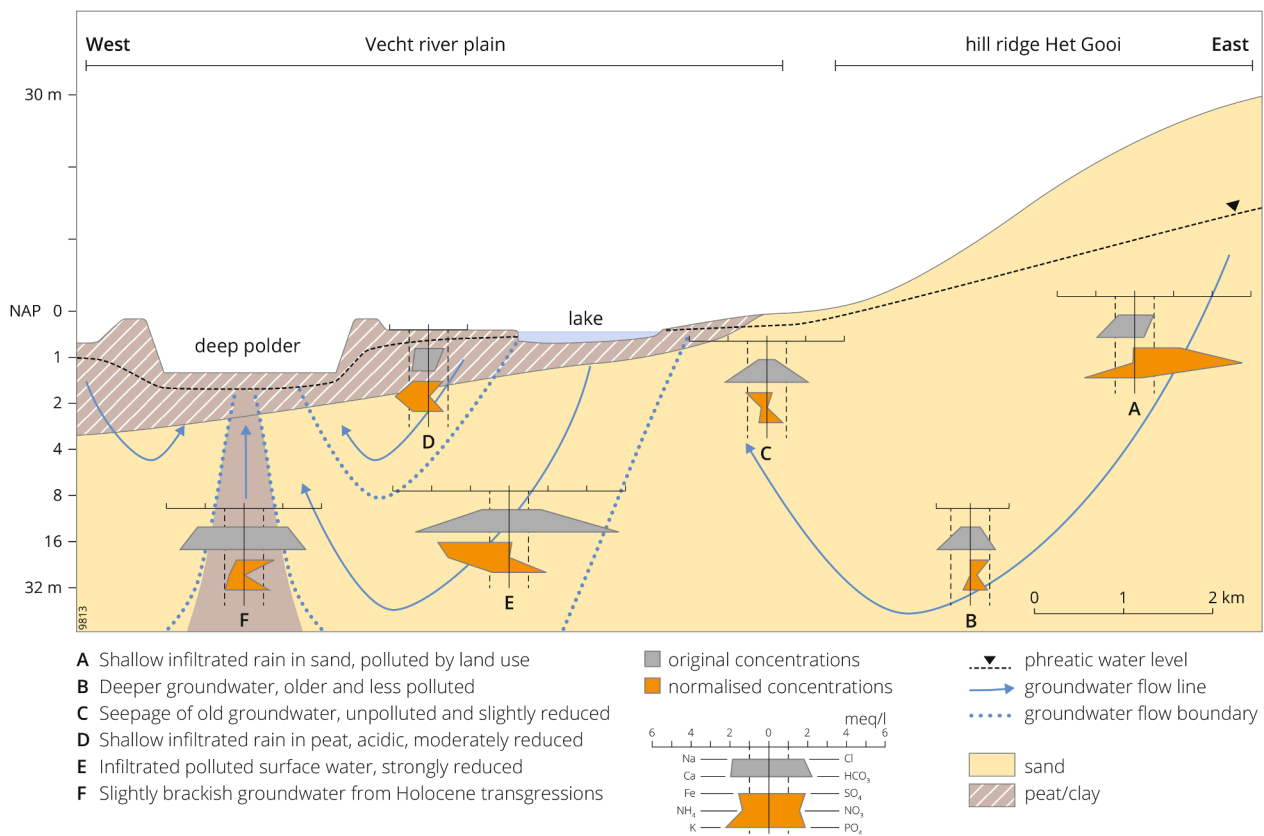 West Vecht river plain hill ridge Het Gooi East
30 m
NAP 0
lake
deep polder
1
2
4
8
16
32 m
A
D
C
E
F
B
0 1 2 km
9813
A Shallow infiltrated rain in sand, polluted by land use
B Deeper groundwater, older and less polluted
C Seepage of old groundwater, unpolluted and slightly reduced
D Shallow infiltrated rain in peat, acidic, moderately reduced
E Infiltrated polluted surface water, strongly reduced
F Slightly brackish groundwater from Holocene transgressions
original concentrations
normalised concentrations
meq/l
6 4 2 0 2 4 6
Na Cl
Ca HCO₃
Fe SO₄
NH₄ NO₃
K PO₄
phreatic water level
groundwater flow line
groundwater flow boundary
sand
peat/clay